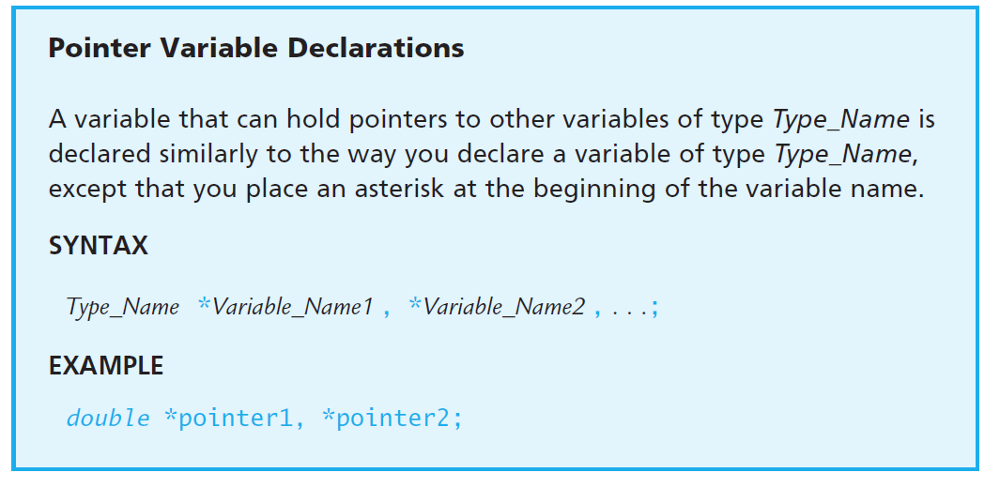 Pointer Variable Declarations
A variable that can hold pointers to other variables of type Type_Name is
declared similarly to the way you declare a variable of type Type_Name,
except that you place an asterisk at the beginning of the variable name.
SYNTAX
Type_Name *Variable_Name1 , *Variable_Name2 , . . .;
EXAMPLE
double *pointer1, *pointer2;